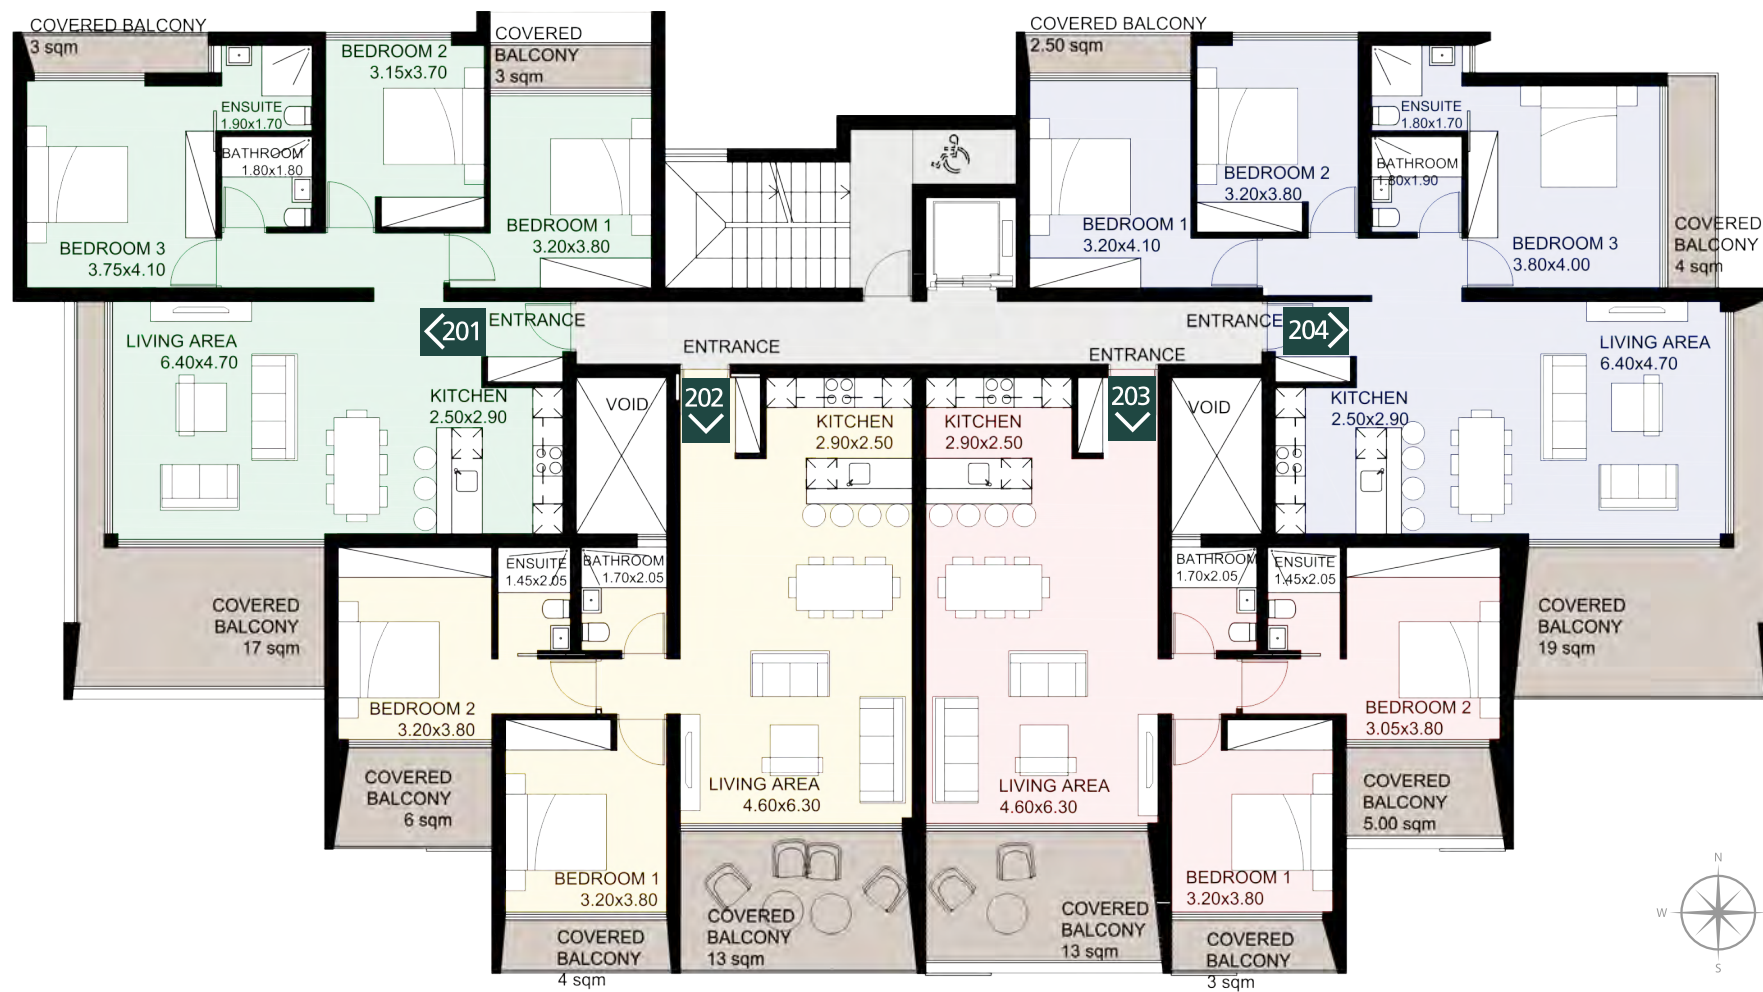 COVERED BALCONY
3 sqm
BEDROOM 2
3.15x3.70
COVERED
BALCONY
3 sqm
ENSUITE
1.90x1.70
BATHROOM
1.80x1.80
BEDROOM 3
3.75x4.10
BEDROOM 1
3.20x3.80
COVERED BALCONY
2.50 sqm
BEDROOM 1
3.20x4.10
BEDROOM 2
3.20x3.80
ENSUITE
1.80x1.70
BATHROOM
1.80x1.90
BEDROOM 3
3.80x4.00
COVERED
BALCONY
4 sqm
LIVING AREA
6.40x4.70
201
ENTRANCE
ENTRANCE
ENTRANCE
ENTRANCE
204
LIVING AREA
6.40x4.70
KITCHEN
2.50x2.90
VOID
202
KITCHEN
2.90x2.50
KITCHEN
2.90x2.50
203
VOID
KITCHEN
2.50x2.90
COVERED
BALCONY
17 sqm
ENSUITE
1.45x2.05
BATHROOM
1.70x2.05
BATHROOM
1.70x2.05
ENSUITE
1.45x2.05
COVERED
BALCONY
19 sqm
BEDROOM 2
3.20x3.80
BEDROOM 2
3.05x3.80
COVERED
BALCONY
6 sqm
LIVING AREA
4.60x6.30
LIVING AREA
4.60x6.30
COVERED
BALCONY
5.00 sqm
BEDROOM 1
3.20x3.80
BEDROOM 1
3.20x3.80
COVERED
BALCONY
4 sqm
COVERED
BALCONY
13 sqm
COVERED
BALCONY
13 sqm
COVERED
BALCONY
3 sqm
N
W
S